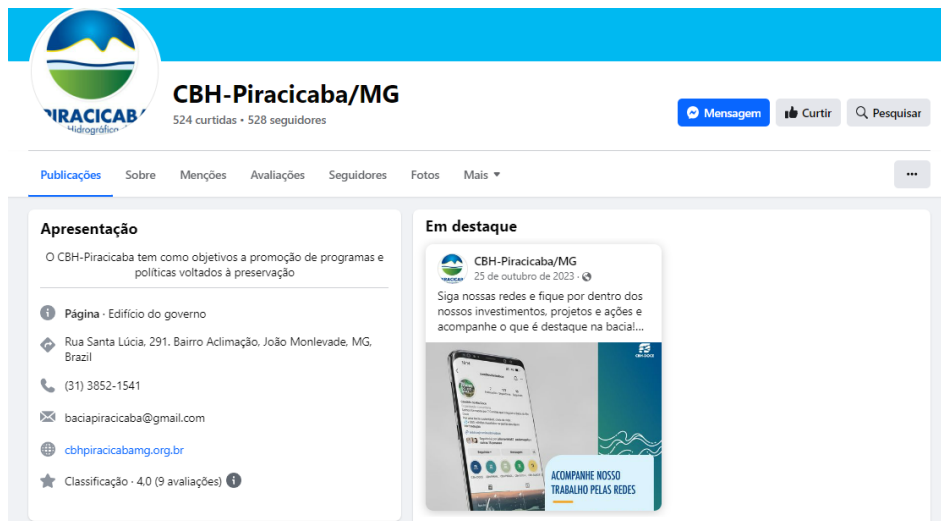 PIRACICAB
Hidrográfico
CBH-Piracicaba/MG
524 curtidas • 528 seguidores
Mensagem
Curtir
Pesquisar
Publicações
Sobre
Menções
Avaliações
Seguidores
Fotos
Mais
Apresentação
O CBH-Piracicaba tem como objetivos a promoção de programas e
políticas voltados à preservação
Página · Edifício do governo
Rua Santa Lúcia, 291. Bairro Aclimação, João Monlevade, MG,
Brazil
(31) 3852-1541
baciapiracicaba@gmail.com
cbhpiracicabamg.org.br
Classificação · 4,0 (9 avaliações)
Em destaque
CBH-Piracicaba/MG
25 de outubro de 2023 ·
Siga nossas redes e fique por dentro dos
nossos investimentos, projetos e ações e
acompanhe o que é destaque na bacia!...
CBH DOCE
ACOMPANHE NOSSO
TRABALHO PELAS REDES